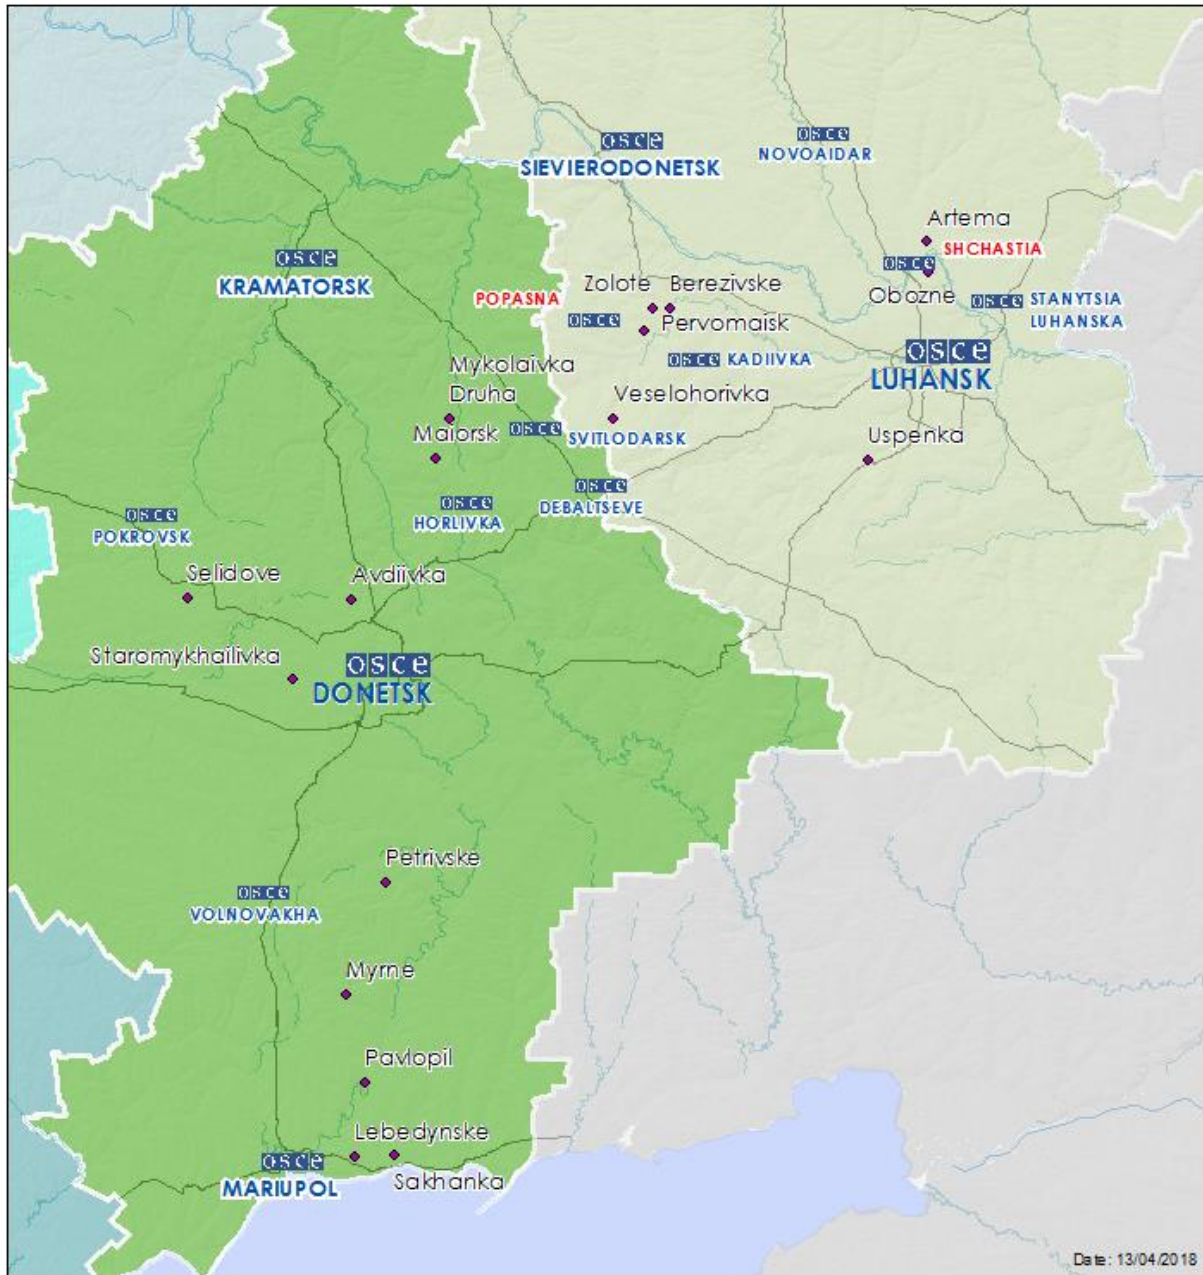 osce
SIEVIERODONETSK
osce
NOVOAIDAR
Artema
SHCHASTIA
osce
Obozne
osce
KRAMATORSK
POPASNA
Zolote
Berezivske
osce
Pervomaisk
osce
STANYTSIA
LUHANSKA
osce
KADIIVKA
osce
LUHANSK
Mykolaivka
Druha
Maiorsk
osce
SVITLODARSK
Veselohorivka
Uspenka
osce
DEBALTSEVE
osce
HORLIVKA
osce
POKROVSK
Selidove
Avdiivka
Staromykhailivka
osce
DONETSK
Petrivske
osce
VOLNOVAKHA
Myrne
Pavlopil
Lebedynske
osce
MARIUPOL
Sakhanka
Date: 13/04/2018